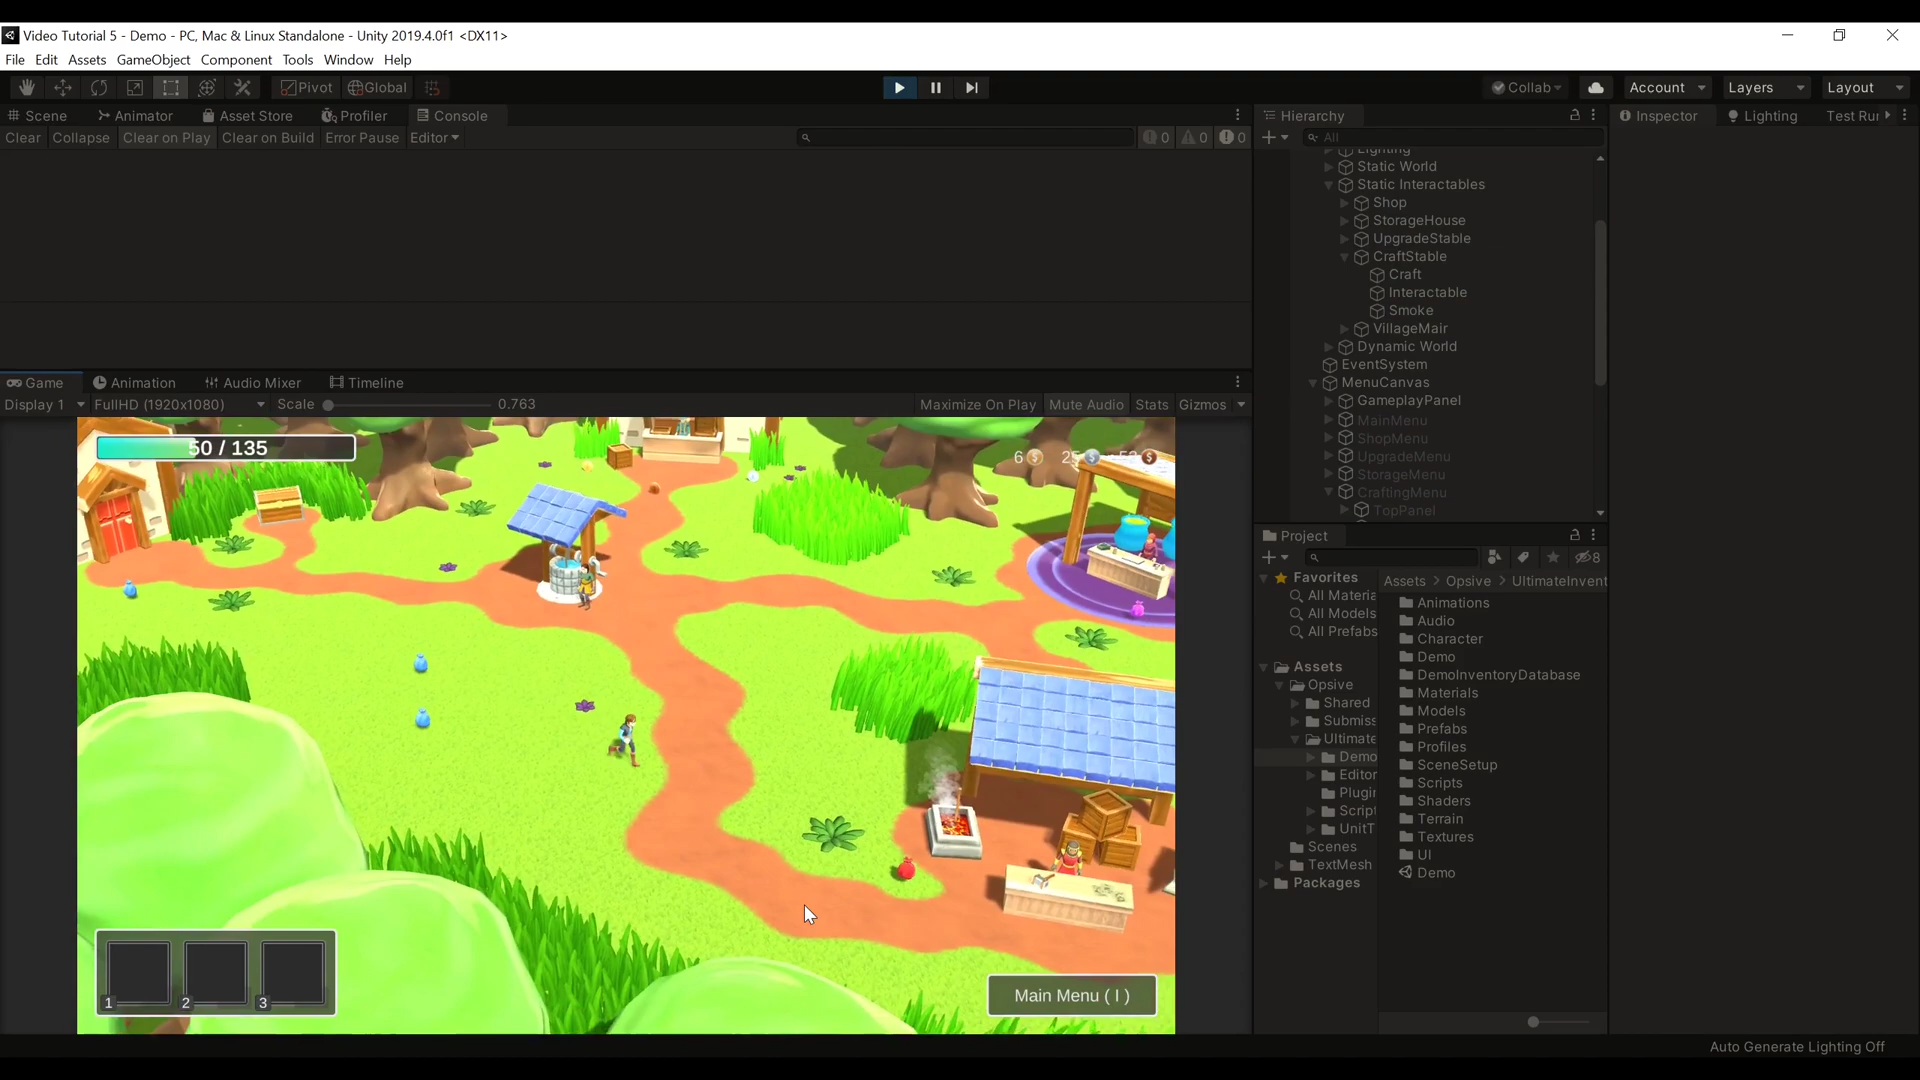 Video Tutorial 5 - Demo - PC, Mac & Linux Standalone - Unity 2019.4.0f1 <DX11>
File Edit Assets GameObject Component Tools Window Help
Pivot Global Collab Account Layers Layout
Scene Animator Asset Store Profiler Console
Clear Collapse Clear on Play Clear on Build Error Pause Editor 0 0 0
Game Animation Audio Mixer Timeline
Display 1 FullHD (1920x1080) Scale 0.763 Maximize On Play Mute Audio Stats Gizmos
50 / 135
6
1 2 3
Main Menu ( I )
Hierarchy
All
Lighting
Static World
Static Interactables
Shop
StorageHouse
UpgradeStable
CraftStable
Craft
Interactable
Smoke
VillageMair
Dynamic World
EventSystem
MenuCanvas
GameplayPanel
MainMenu
ShopMenu
UpgradeMenu
StorageMenu
CraftingMenu
TopPanel
Project
8
Favorites
All Materia
All Models
All Prefabs
Assets
Opsive
Shared
Submiss
Ultimate
Demo
Editor
Plugin
Script
UnitT
Scenes
TextMesh
Packages
Assets > Opsive > UltimateInvent
Animations
Audio
Character
Demo
DemoInventoryDatabase
Materials
Models
Prefabs
Profiles
SceneSetup
Scripts
Shaders
Terrain
Textures
UI
Demo
Inspector Lighting Test Run
Auto Generate Lighting Off